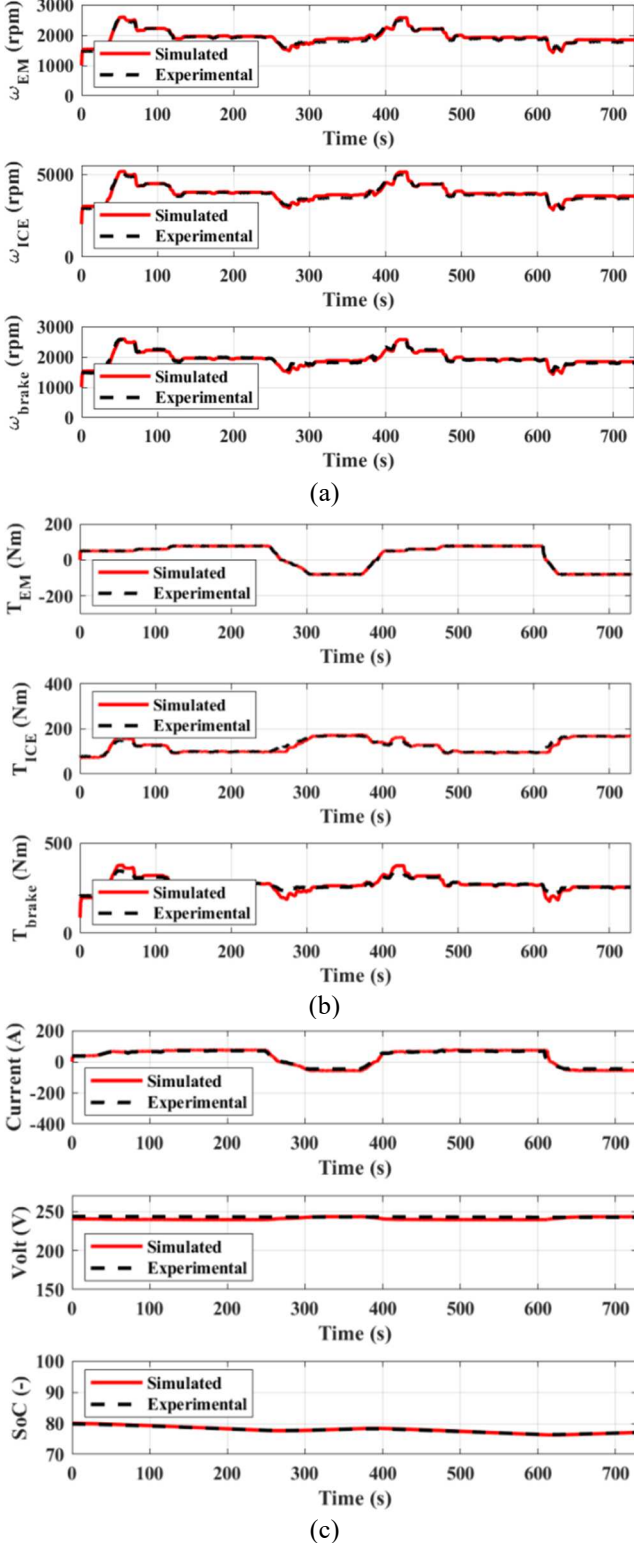 ω_EM (rpm)
3000
2000
1000
0
Simulated
Experimental
0 100 200 300 400 500 600 700
Time (s)
ω_ICE (rpm)
5000
0
Simulated
Experimental
0 100 200 300 400 500 600 700
Time (s)
ω_brake (rpm)
3000
2000
1000
0
Simulated
Experimental
0 100 200 300 400 500 600 700
Time (s)
(a)
T_EM (Nm)
200
0
-200
Simulated
Experimental
0 100 200 300 400 500 600 700
Time (s)
T_ICE (Nm)
400
200
0
Simulated
Experimental
0 100 200 300 400 500 600 700
Time (s)
T_brake (Nm)
500
0
Simulated
Experimental
0 100 200 300 400 500 600 700
Time (s)
(b)
Current (A)
200
0
-200
-400
Simulated
Experimental
0 100 200 300 400 500 600 700
Time (s)
Volt (V)
250
200
150
Simulated
Experimental
0 100 200 300 400 500 600 700
Time (s)
SoC (-)
100
90
80
70
Simulated
Experimental
0 100 200 300 400 500 600 700
Time (s)
(c)